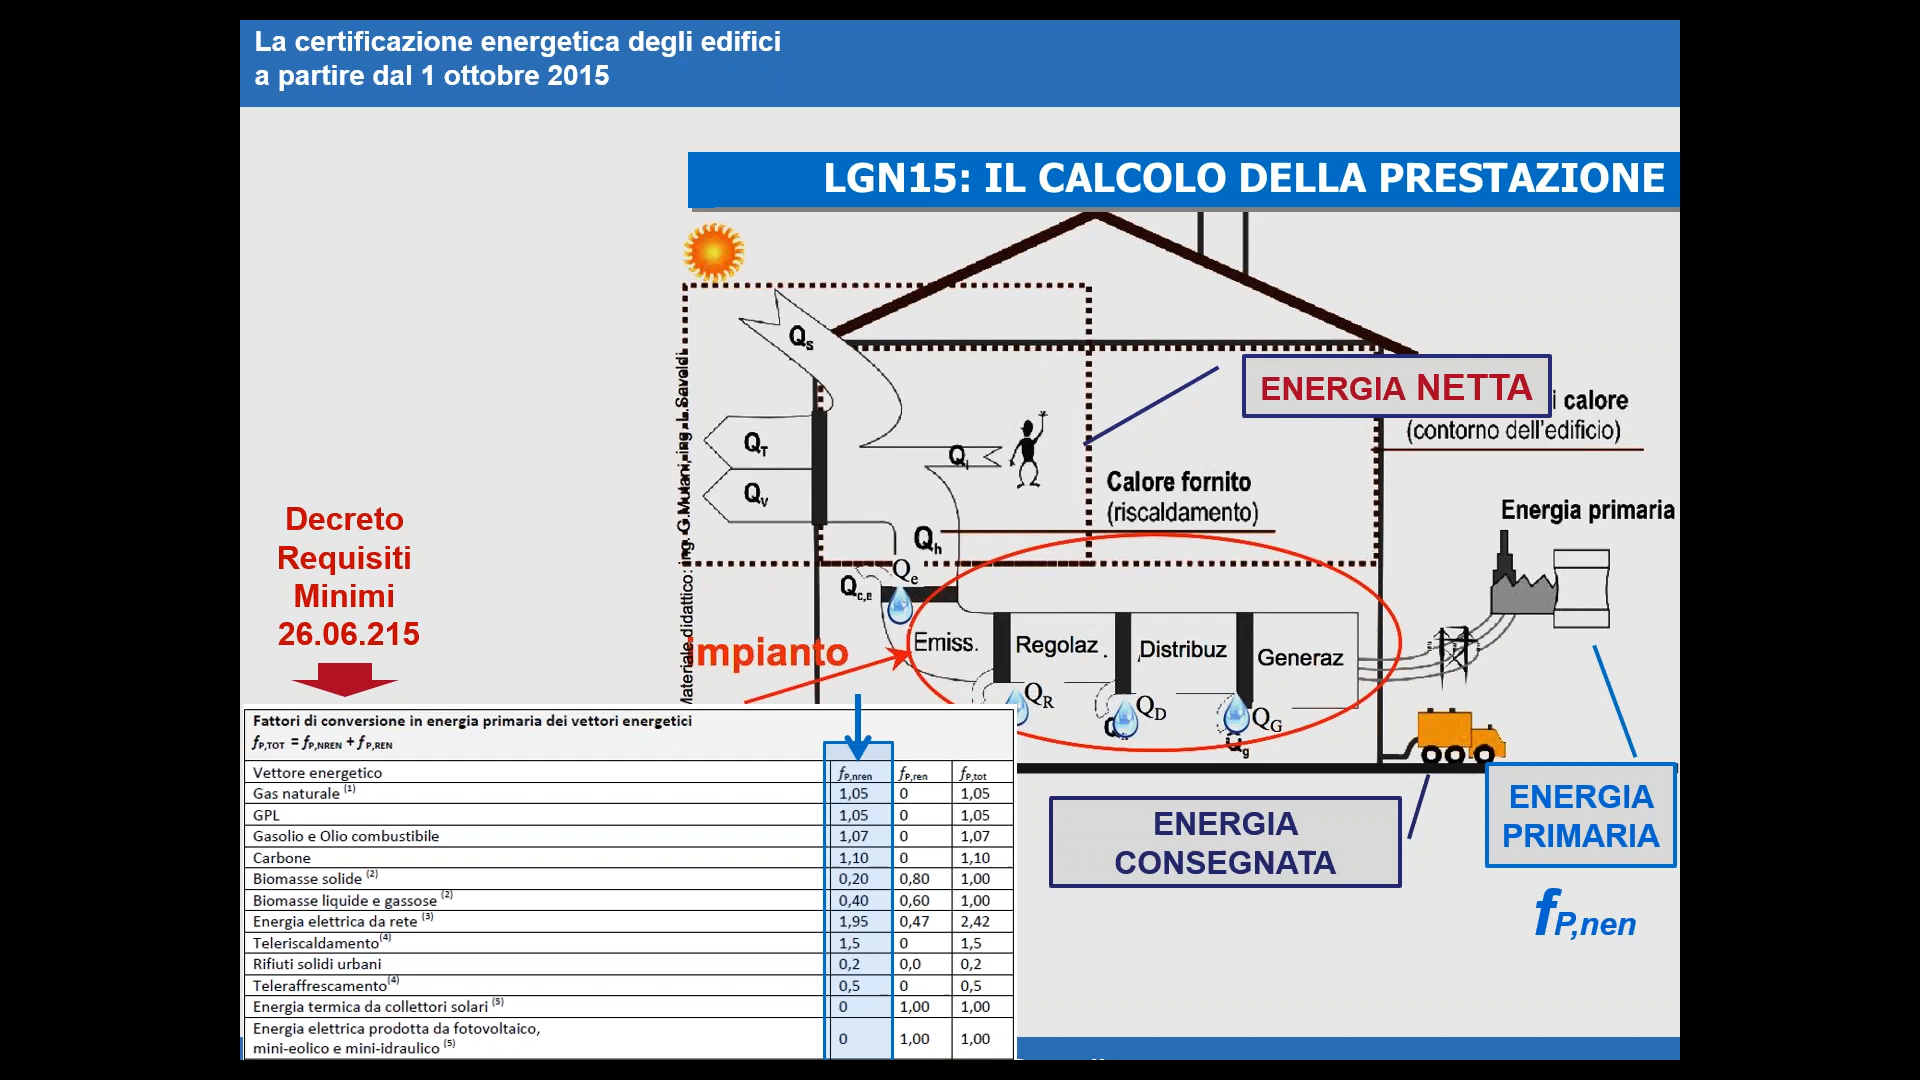 La certificazione energetica degli edifici
a partire dal 1 ottobre 2015
LGN15: IL CALCOLO DELLA PRESTAZIONE
Qs
ENERGIA NETTA
i calore
(contorno dell'edificio)
QT
Qi
Qv
Calore fornito
(riscaldamento)
Qh
Energia primaria
Materiale didattico: ing. G.Mutani, ing. L.Savoldi
Decreto
Requisiti
Minimi
26.06.215
Qe
Qc,e
mpianto
Emiss.
Regolaz.
Distribuz
Generaz
QR
QD
QG
Qg
Fattori di conversione in energia primaria dei vettori energetici
fP,TOT = fP,NREN + fP,REN
Vettore energetico fP,nren fP,ren fP,tot
Gas naturale (1) 1,05 0 1,05
GPL 1,05 0 1,05
Gasolio e Olio combustibile 1,07 0 1,07
Carbone 1,10 0 1,10
Biomasse solide (2) 0,20 0,80 1,00
Biomasse liquide e gassose (2) 0,40 0,60 1,00
Energia elettrica da rete (3) 1,95 0,47 2,42
Teleriscaldamento(4) 1,5 0 1,5
Rifiuti solidi urbani 0,2 0,0 0,2
Teleraffrescamento(4) 0,5 0 0,5
Energia termica da collettori solari (5) 0 1,00 1,00
Energia elettrica prodotta da fotovoltaico,
mini-eolico e mini-idraulico (5) 0 1,00 1,00
ENERGIA
CONSEGNATA
ENERGIA
PRIMARIA
fP,nen